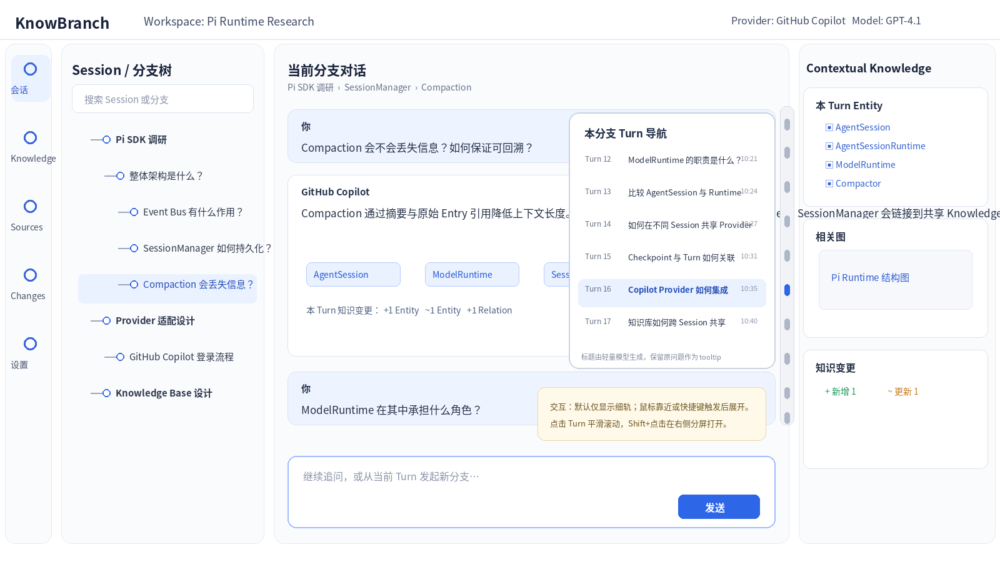 KnowBranch
Workspace: Pi Runtime Research
Provider: GitHub Copilot Model: GPT-4.1
会话
Knowledge
Sources
Changes
设置
Session / 分支树
搜索 Session 或分支
Pi SDK 调研
整体架构是什么？
Event Bus 有什么作用？
SessionManager 如何持久化？
Compaction 会丢失信息？
Provider 适配设计
GitHub Copilot 登录流程
Knowledge Base 设计
当前分支对话
Pi SDK 调研 › SessionManager › Compaction
你
Compaction 会不会丢失信息？如何保证可回溯？
GitHub Copilot
Compaction 通过摘要与原始 Entry 引用降低上下文长度。
SessionManager 会链接到共享 Knowledge
AgentSession
ModelRuntime
Sess
本 Turn 知识变更： +1 Entity ~1 Entity +1 Relation
你
ModelRuntime 在其中承担什么角色？
本分支 Turn 导航
Turn 12 ModelRuntime 的职责是什么？ 10:21
Turn 13 比较 AgentSession 与 Runtime 10:24
Turn 14 如何在不同 Session 共享 Provider 10:27
Turn 15 Checkpoint 与 Turn 如何关联 10:31
Turn 16 Copilot Provider 如何集成 10:35
Turn 17 知识库如何跨 Session 共享 10:40
标题由轻量模型生成，保留原问题作为 tooltip
交互：默认仅显示细轨；鼠标靠近或快捷键触发后展开。
点击 Turn 平滑滚动，Shift+点击在右侧分屏打开。
继续追问，或从当前 Turn 发起新分支…
发送
Contextual Knowledge
本 Turn Entity
AgentSession
AgentSessionRuntime
ModelRuntime
Compactor
相关图
Pi Runtime 结构图
知识变更
+ 新增 1
~ 更新 1